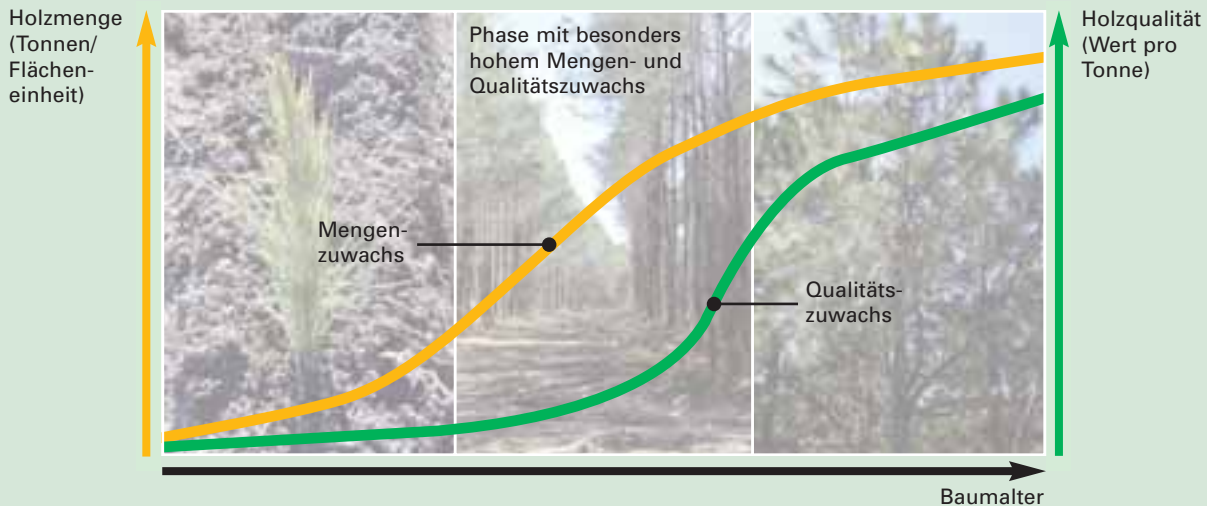 Holzmenge
(Tonnen/
Flächen-
einheit)
Phase mit besonders
hohem Mengen- und
Qualitätszuwachs
Holzqualität
(Wert pro
Tonne)
Mengen-
zuwachs
Qualitäts-
zuwachs
Baumalter